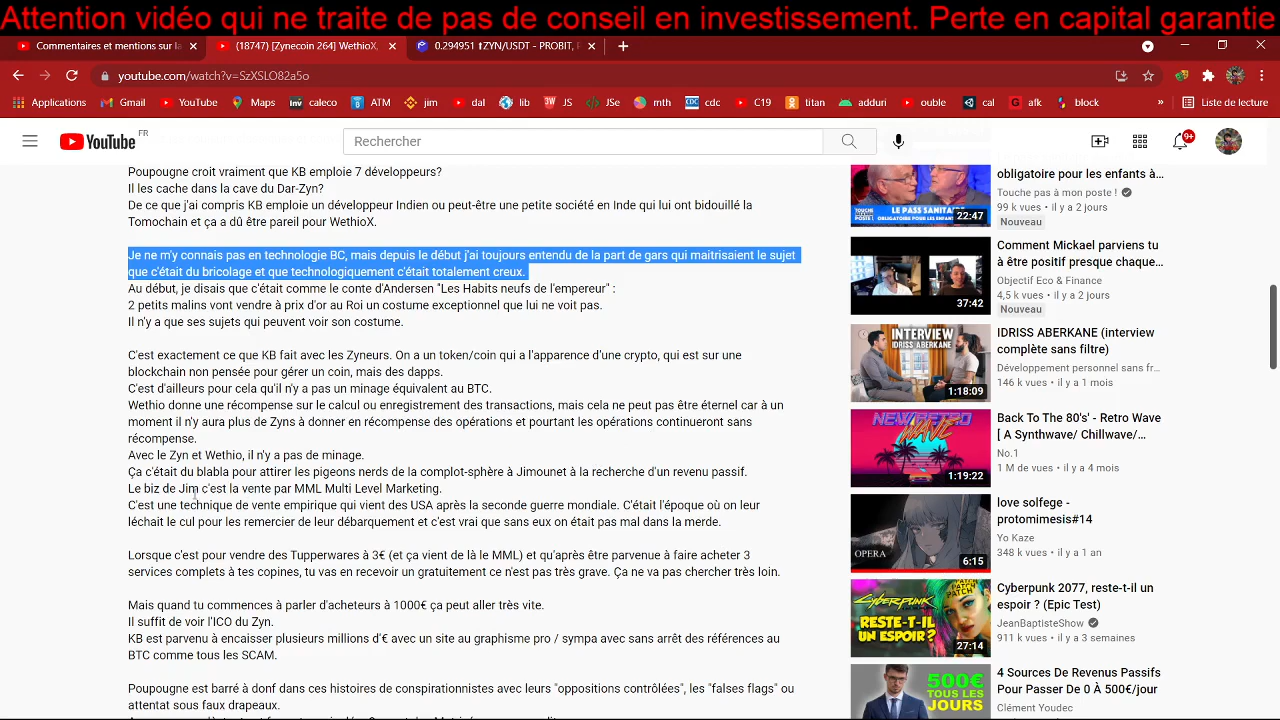 Attention vidéo qui ne traite de pas de conseil en investissement. Perte en capital garantie
Commentaires et mentions sur la
(18747) [Zynecoin 264] WethioX,
0.294951 ⬆ZYN/USDT - PROBIT,
youtube.com/watch?v=SzXSLO82a5o
Applications
Gmail
YouTube
Maps
caleco
ATM
jim
dal
lib
JS
JSe
mth
cdc
C19
titan
adduri
ouble
cal
afk
block
»
Liste de lecture
YouTube FR
Rechercher
9+
Poupougne croit vraiment que KB emploie 7 développeurs?
Il les cache dans la cave du Dar-Zyn?
De ce que j'ai compris KB emploie un développeur Indien ou peut-être une petite société en Inde qui lui ont bidouillé la
Tomochain et ça doit être pareil pour WethioX.
Je ne m'y connais pas en technologie BC, mais depuis le début j'ai toujours entendu de la part de gars qui maitrisaient le sujet
que c'était du bricolage et que technologiquement c'était totalement creux.
Au début, je disais que c'était comme le conte d'Andersen "Les Habits neufs de l'empereur" :
2 petits malins vont vendre à prix d'or au Roi un costume exceptionnel que lui ne voit pas.
Il n'y a que ses sujets qui peuvent voir son costume.
C'est exactement ce que KB fait avec les Zyneurs. On a un token/coin qui a l'apparence d'une crypto, qui est sur une
blockchain non pensée pour gérer un coin, mais des dapps.
C'est d'ailleurs pour cela qu'il n'y a pas un minage équivalent au BTC.
Wethio donne une récompense sur le calcul ou enregistrement des transactions, mais cela ne peut pas être éternel car à un
moment il n'y aura plus de Zyns à donner en récompense des opérations et pourtant les opérations continueront sans
récompense.
Avec le Zyn et Wethio, il n'y a pas de minage.
Ça c'était du blabla pour attirer les pigeons nerds de la complot-sphère à Jimounet à la recherche d'un revenu passif.
Le biz de Jim c'est la vente par MML Multi Level Marketing.
C'est une technique de vente empirique qui vient des USA après la seconde guerre mondiale. C'était l'époque où on leur
léchait le cul pour les remercier de leur débarquement et c'est vrai que sans eux on était pas mal dans la merde.
Lorsque c'est pour vendre des Tupperwares à 3€ (et ça vient de là le MML) et qu'après être parvenue à faire acheter 3
services complets à tes copines, tu vas en recevoir un gratuitement ce n'est pas très grave. Ça ne va pas chercher très loin.
Mais quand tu commences à parler d'acheteurs à 1000€ ça peut aller très vite.
Il suffit de voir l'ICO du Zyn.
KB est parvenu à encaisser plusieurs millions d'€ avec un site au graphisme pro / sympa avec sans arrêt des références au
BTC comme tous les SCAM.
Poupougne est barré à donf dans ces histoires de conspirationnistes avec leurs "oppositions contrôlées", les "falses flags" ou
attentat sous faux drapeaux.
LE PASS SANITAIRE
OBLIGATOIRE POUR LES ENFANTS
22:47
obligatoire pour les enfants à…
Touche pas à mon poste !
99 k vues • il y a 2 jours
Nouveau
37:42
Comment Mickael parviens tu
à être positif presque chaque…
Objectif Eco & Finance
4,5 k vues • il y a 2 jours
Nouveau
INTERVIEW
IDRISS ABERKANE
1:18:09
IDRISS ABERKANE (interview
complète sans filtre)
Développement personnel sans fr…
146 k vues • il y a 1 mois
NEW RETRO
WAVE
1:19:22
Back To The 80's' - Retro Wave
[ A Synthwave/ Chillwave/…
No.1
1 M de vues • il y a 4 mois
OPERA
6:15
love solfege -
protomimesis#14
Yo Kaze
348 k vues • il y a 1 an
PATCH
Cyberpunk
RESTE-T-IL
UN ESPOIR ?
27:14
Cyberpunk 2077, reste-t-il un
espoir ? (Epic Test)
JeanBaptisteShow
911 k vues • il y a 3 semaines
500€
TOUS LES
JOURS
4 Sources De Revenus Passifs
Pour Passer De 0 À 500€/jour
Clément Youdec